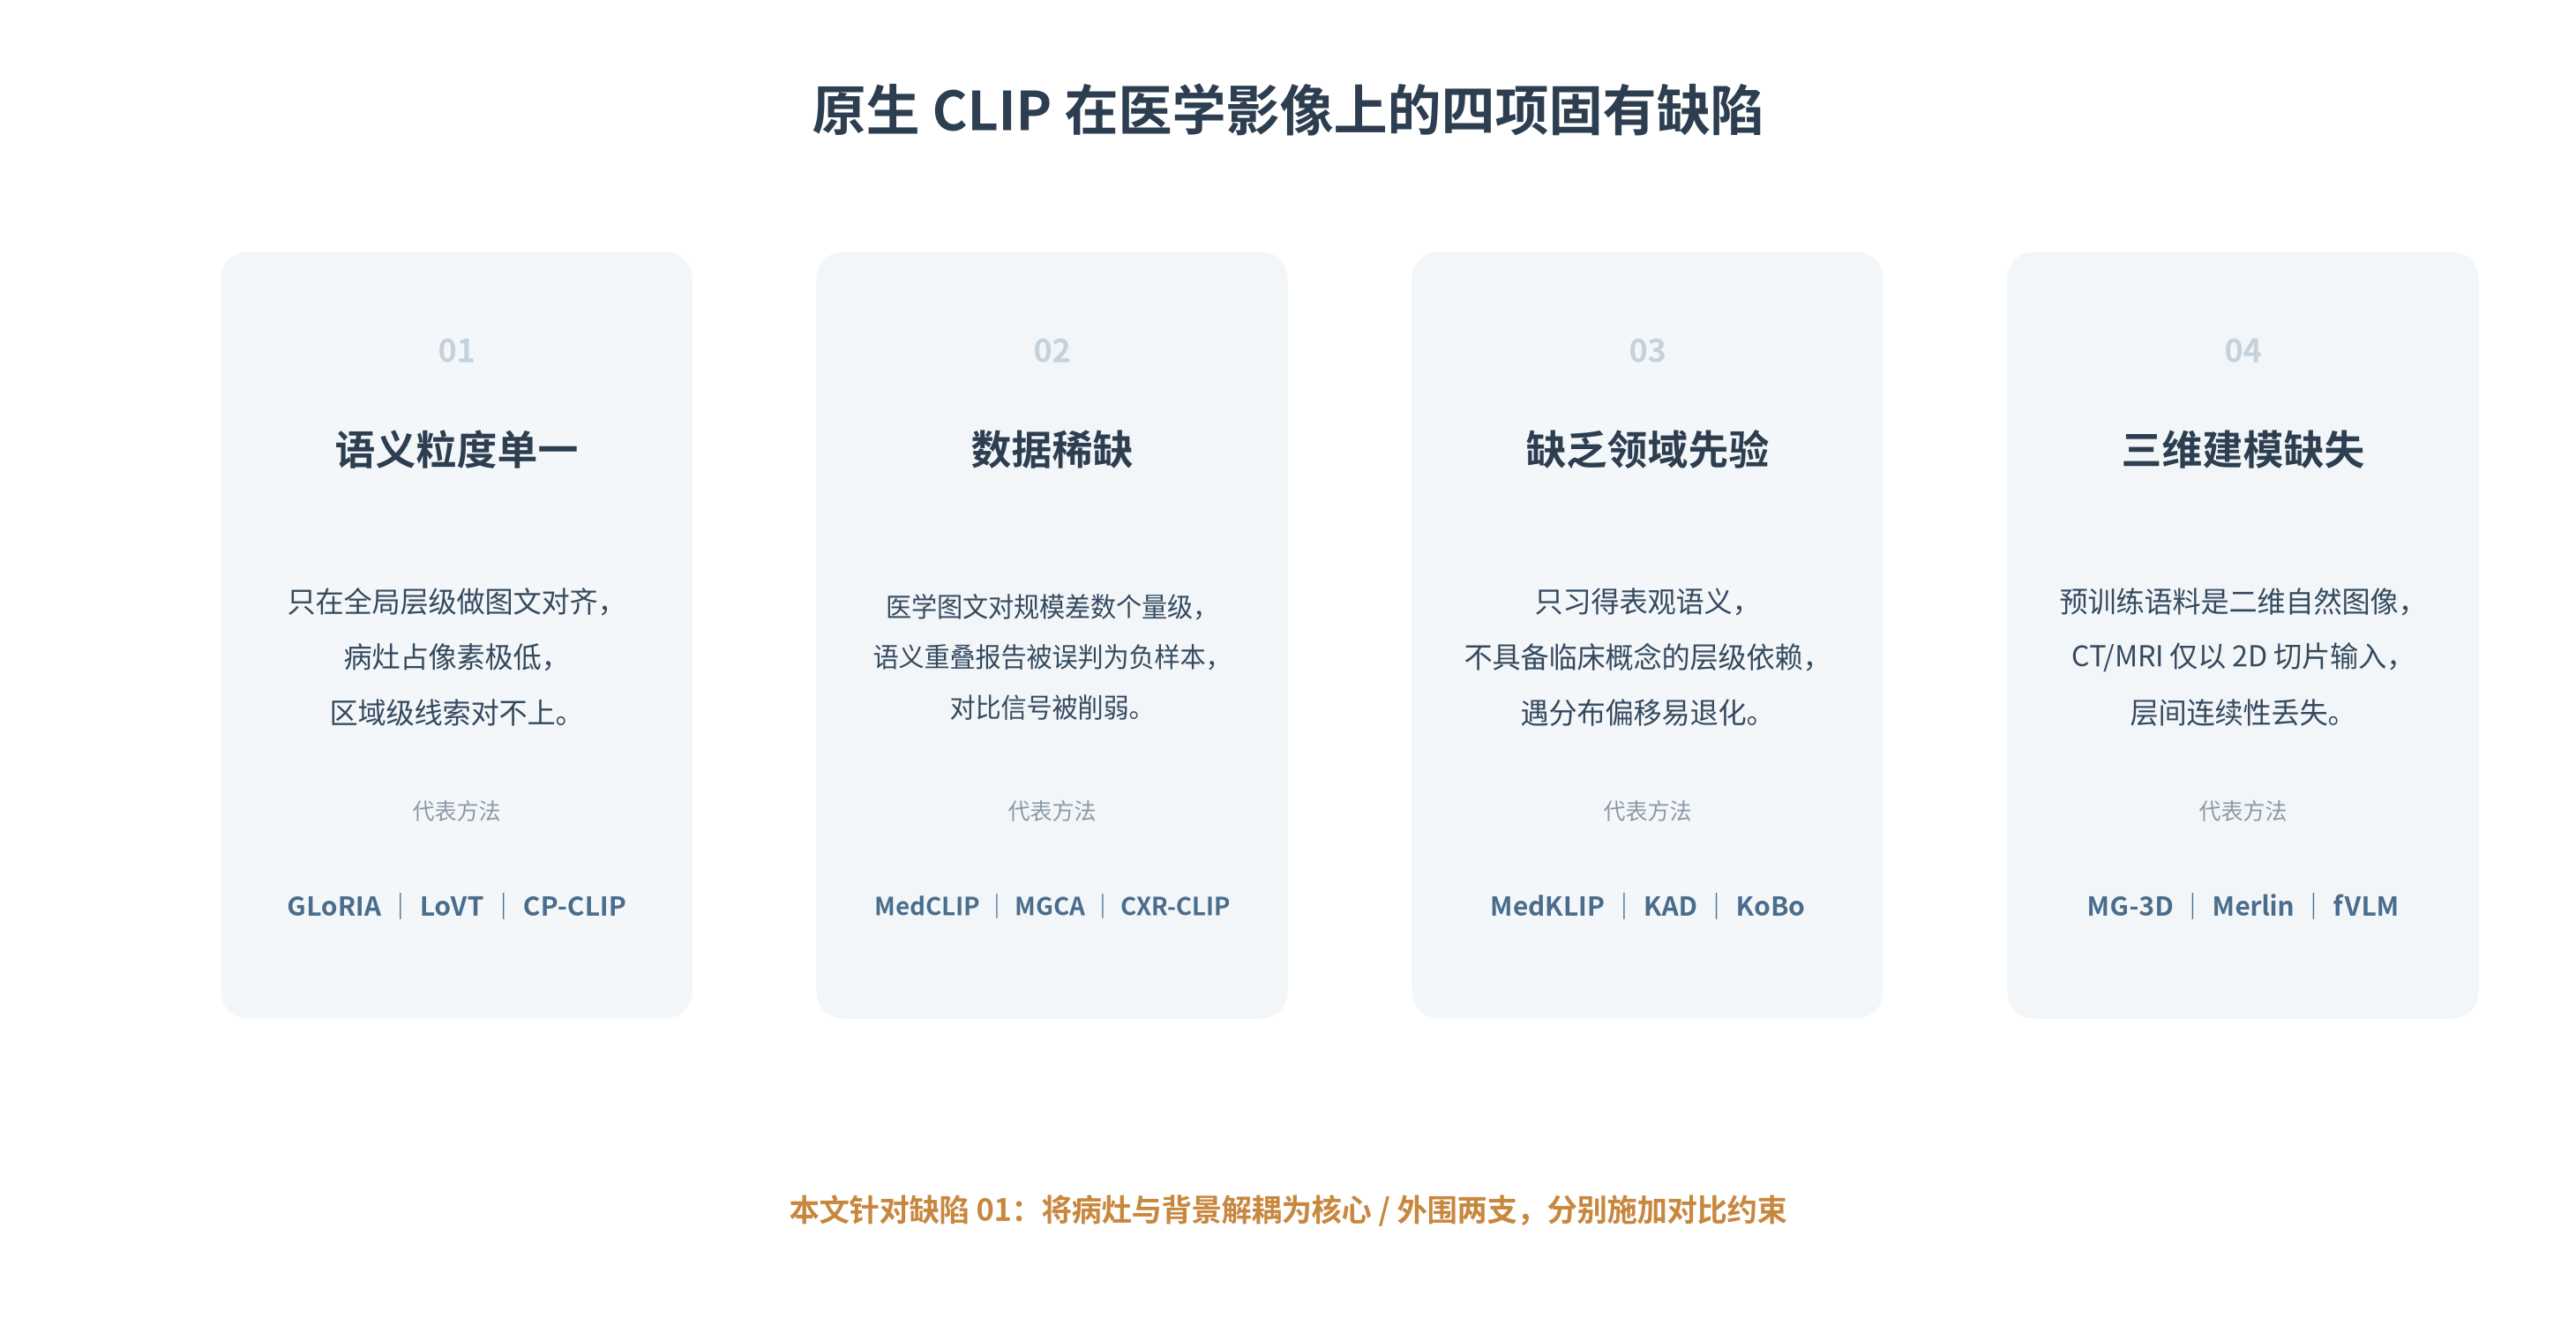 原生 CLIP 在医学影像上的四项固有缺陷
01
语义粒度单一
只在全局层级做图文对齐，
病灶占像素极低，
区域级线索对不上。
代表方法
GLoRIA | LoVT | CP-CLIP
02
数据稀缺
医学图文对规模差数个量级，
语义重叠报告被误判为负样本，
对比信号被削弱。
代表方法
MedCLIP | MGCA | CXR-CLIP
03
缺乏领域先验
只习得表观语义，
不具备临床概念的层级依赖，
遇分布偏移易退化。
代表方法
MedKLIP | KAD | KoBo
04
三维建模缺失
预训练语料是二维自然图像，
CT/MRI 仅以 2D 切片输入，
层间连续性丢失。
代表方法
MG-3D | Merlin | fVLM
本文针对缺陷 01：将病灶与背景解耦为核心 / 外围两支，分别施加对比约束